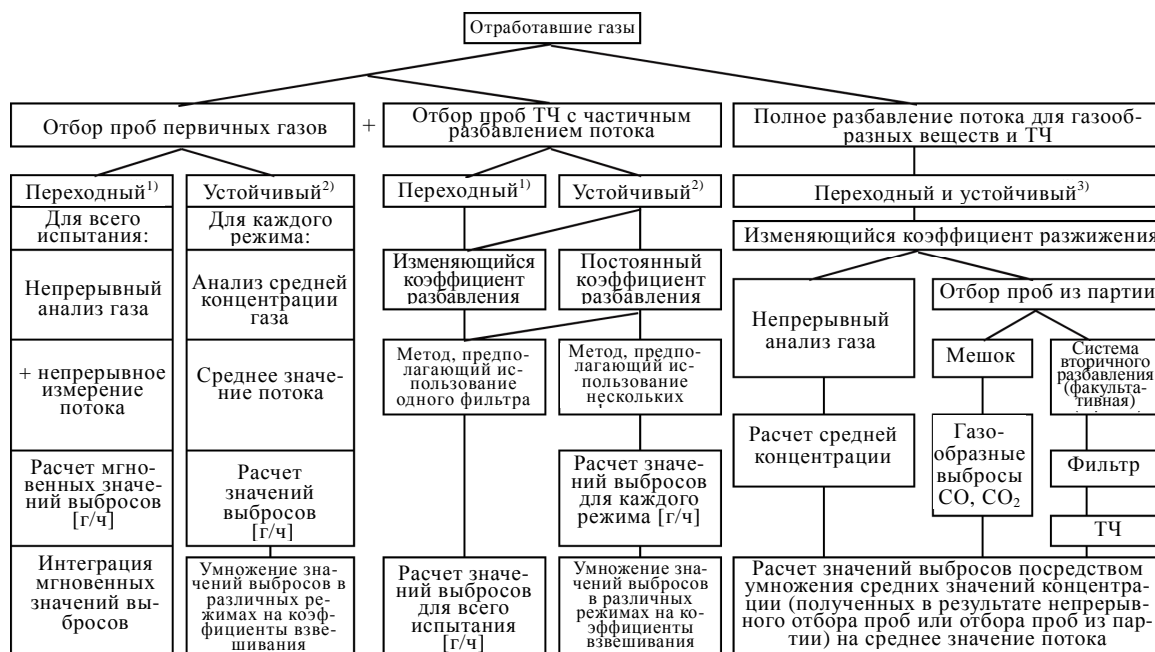 Отработавшие газы
Отбор проб первичных газов
+
Отбор проб ТЧ с частичным
разбавлением потока
Полное разбавление потока для газооб-
разных веществ и ТЧ
Переходный1)
Устойчивый2)
Переходный1)
Устойчивый2)
Переходный и устойчивый3)
Для всего
испытания:
Для каждого
режима:
Изменяющийся коэффициент разжижения
Непрерывный
анализ газа
Анализ средней
концентрации
газа
Изменяющийся
коэффициент
разбавления
Постоянный
коэффициент
разбавления
Непрерывный
анализ газа
Отбор проб из партии
+ непрерывное
измерение
потока
Среднее значе-
ние потока
Метод, предпо-
лагающий ис-
пользование
одного фильтра
Метод, предпо-
лагающий ис-
пользование
нескольких
Мешок
Система
вторичного
разбавления
(факульта-
тивная)
Расчет мгно-
венных значе-
ний выбросов
[г/ч]
Расчет
значений
выбросов
[г/ч]
Расчет значе-
ний выбросов
для каждого
режима [г/ч]
Расчет средней
концентрации
Газо-
образные
выбросы
CO, CO2
Фильтр
ТЧ
Интеграция
мгновенных
значений вы-
бросов
Умножение зна-
чений выбросов в
различных ре-
жимах на коэф-
фициенты взве-
шивания
Расчет значе-
ний выбросов
для всего
испытания
[г/ч]
Умножение значе-
ний выбросов
в различных
режимах на ко-
эффициенты
взвешивания
Расчет значений выбросов посредством
умножения средних значений концентра-
ции (полученных в результате непрерыв-
ного отбора проб или отбора проб из пар-
тии) на среднее значение потока